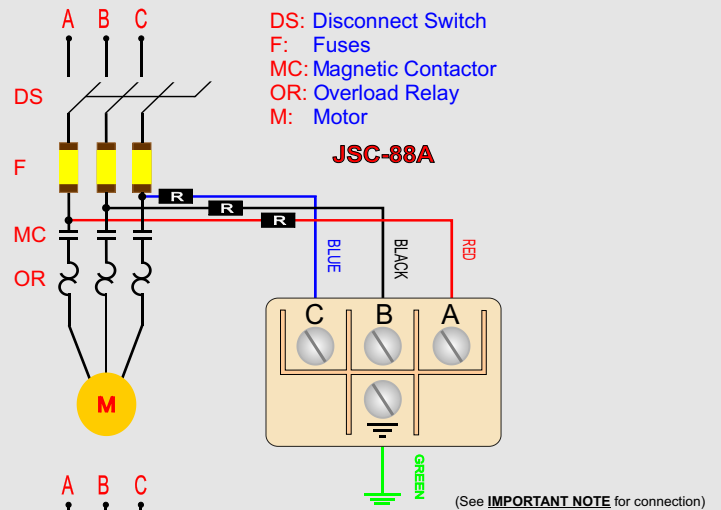 A B C
DS: Disconnect Switch
F: Fuses
MC: Magnetic Contactor
OR: Overload Relay
M: Motor
DS
JSC-88A
F
R
R
R
MC
OR
BLUE
BLACK
RED
C B A
M
GREEN
A B C
(See IMPORTANT NOTE for connection)